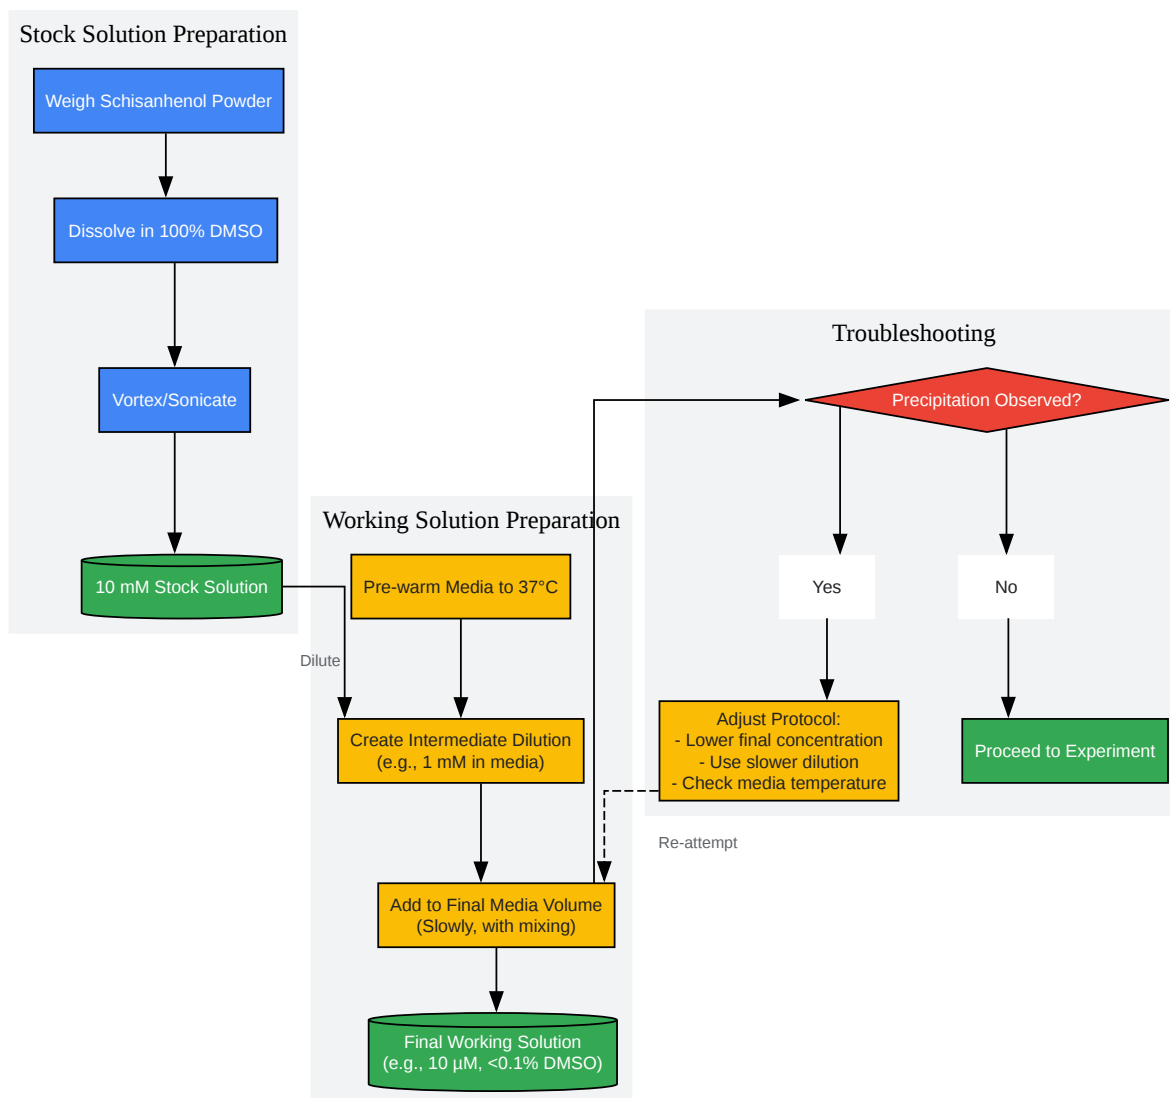 Stock Solution Preparation
Weigh Schisanhenol Powder
Dissolve in 100% DMSO
Vortex/Sonicate
10 mM Stock Solution
Dilute
Working Solution Preparation
Pre-warm Media to 37°C
Create Intermediate Dilution
(e.g., 1 mM in media)
Add to Final Media Volume
(Slowly, with mixing)
Final Working Solution
(e.g., 10 µM, <0.1% DMSO)
Troubleshooting
Precipitation Observed?
Yes
No
Adjust Protocol:
- Lower final concentration
- Use slower dilution
- Check media temperature
Proceed to Experiment
Re-attempt